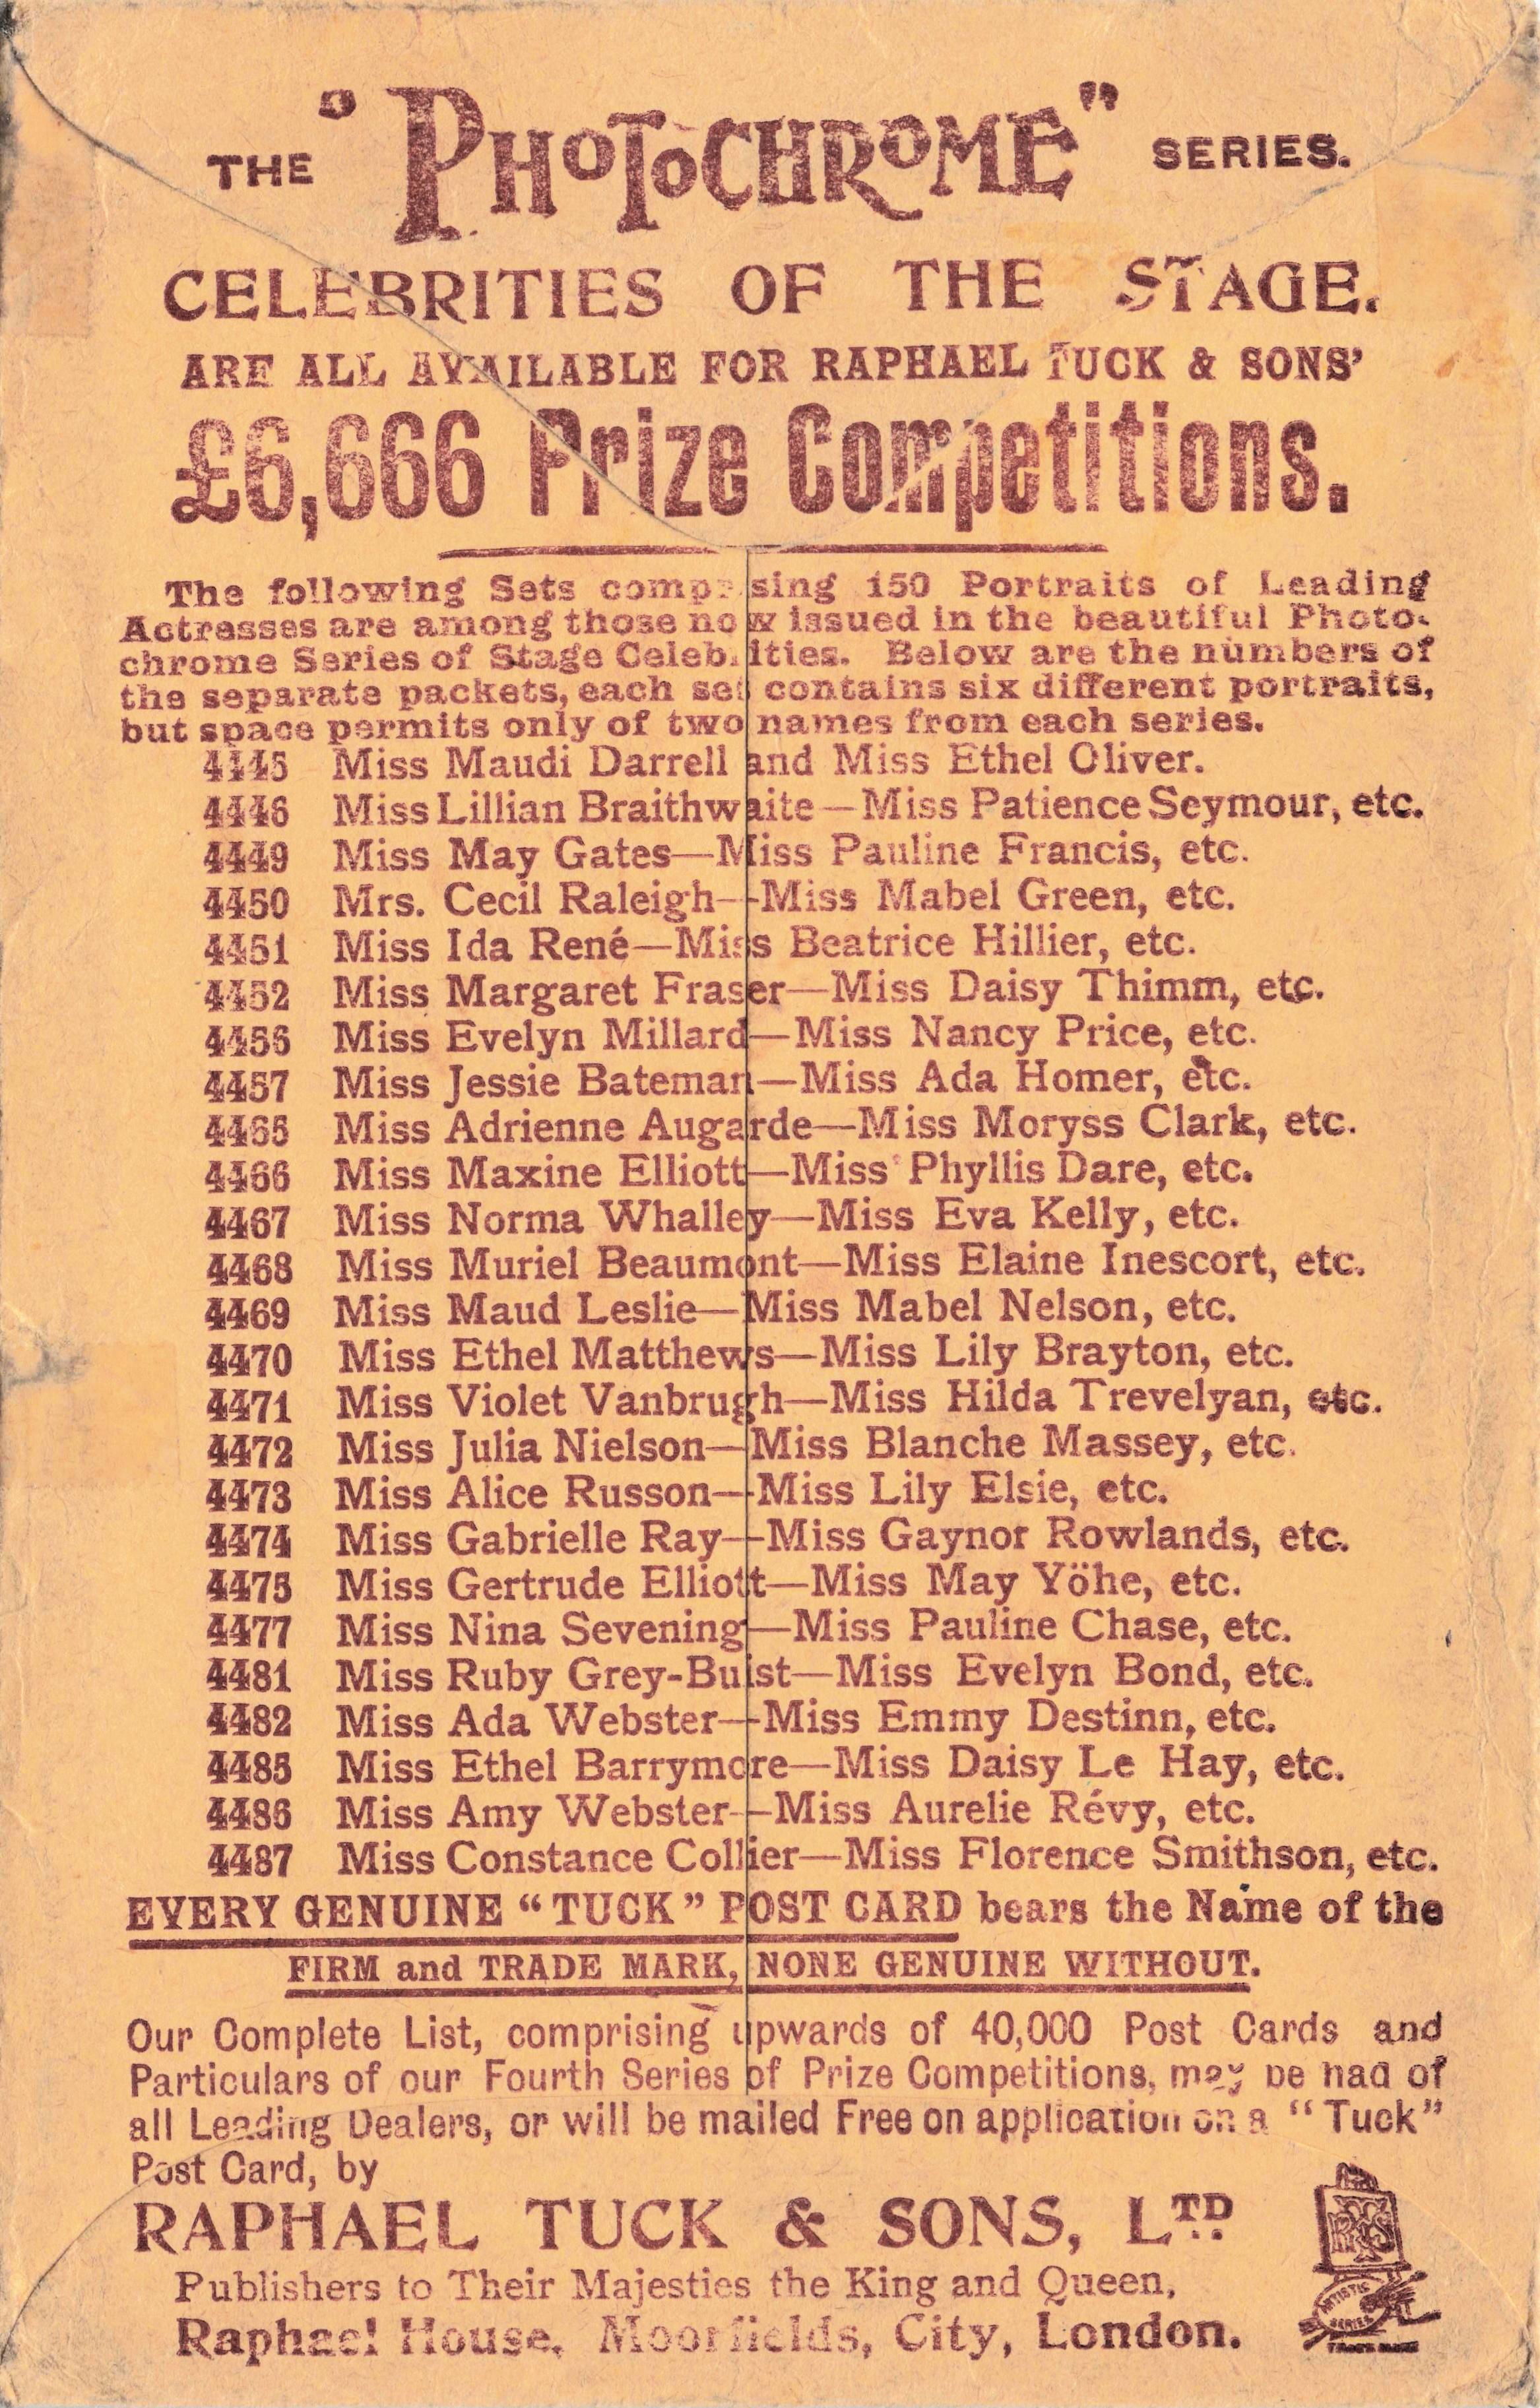 THE "PHOTOCHROME" SERIES.
CELEBRITIES OF THE STAGE.
ARE ALL AVAILABLE FOR RAPHAEL TUCK & SONS'
£6,666 Prize Competitions.
The following Sets comprising 150 Portraits of Leading
Actresses are among those now issued in the beautiful Photo-
chrome Series of Stage Celebrities. Below are the numbers of
the separate packets, each set contains six different portraits,
but space permits only of two names from each series.
4445 Miss Maudi Darrell and Miss Ethel Oliver.
4446 Miss Lillian Braithwaite—Miss Patience Seymour, etc.
4449 Miss May Gates—Miss Pauline Francis, etc.
4450 Mrs. Cecil Raleigh—Miss Mabel Green, etc.
4451 Miss Ida René—Miss Beatrice Hillier, etc.
4452 Miss Margaret Fraser—Miss Daisy Thimm, etc.
4456 Miss Evelyn Millard—Miss Nancy Price, etc.
4457 Miss Jessie Bateman—Miss Ada Homer, etc.
4465 Miss Adrienne Augarde—Miss Moryss Clark, etc.
4466 Miss Maxine Elliott—Miss Phyllis Dare, etc.
4467 Miss Norma Whalley—Miss Eva Kelly, etc.
4468 Miss Muriel Beaumont—Miss Elaine Inescort, etc.
4469 Miss Maud Leslie—Miss Mabel Nelson, etc.
4470 Miss Ethel Matthews—Miss Lily Brayton, etc.
4471 Miss Violet Vanbrugh—Miss Hilda Trevelyan, etc.
4472 Miss Julia Nielson—Miss Blanche Massey, etc.
4473 Miss Alice Russon—Miss Lily Elsie, etc.
4474 Miss Gabrielle Ray—Miss Gaynor Rowlands, etc.
4475 Miss Gertrude Elliott—Miss May Yöhe, etc.
4477 Miss Nina Sevening—Miss Pauline Chase, etc.
4481 Miss Ruby Grey-Buist—Miss Evelyn Bond, etc.
4482 Miss Ada Webster—Miss Emmy Destinn, etc.
4485 Miss Ethel Barrymore—Miss Daisy Le Hay, etc.
4486 Miss Amy Webster—Miss Aurelie Révy, etc.
4487 Miss Constance Collier—Miss Florence Smithson, etc.
EVERY GENUINE "TUCK" POST CARD bears the Name of the
FIRM and TRADE MARK, NONE GENUINE WITHOUT.
Our Complete List, comprising upwards of 40,000 Post Cards and
Particulars of our Fourth Series of Prize Competitions, may be had of
all Leading Dealers, or will be mailed Free on application on a "Tuck"
Post Card, by
RAPHAEL TUCK & SONS, LTD.
Publishers to Their Majesties the King and Queen,
Raphael House, Moorfields, City, London.
RTS
ARTISTIC
SERIES
TRADE MARK